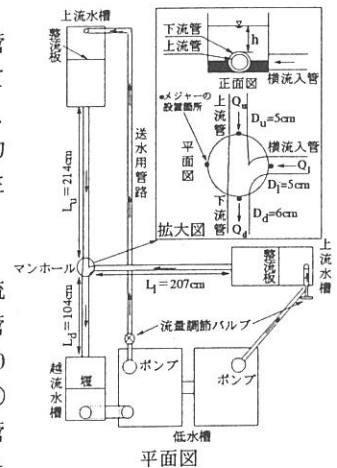 上流水槽
整流板
下流管
上流管
h
正面図
横流入管
●メジャーの設置箇所
上流管
Qu
Du=5cm
平面図
横流入管
Ql
Dl=5cm
下流管
Qd
Dd=6cm
拡大図
送水用管路
Lu=214cm
マンホール
Ll=207cm
整流板
上流水槽
Ld=104cm
流量調節バルブ
越流水槽
堰
ポンプ
ポンプ
低水槽
平面図
管
流
管
管